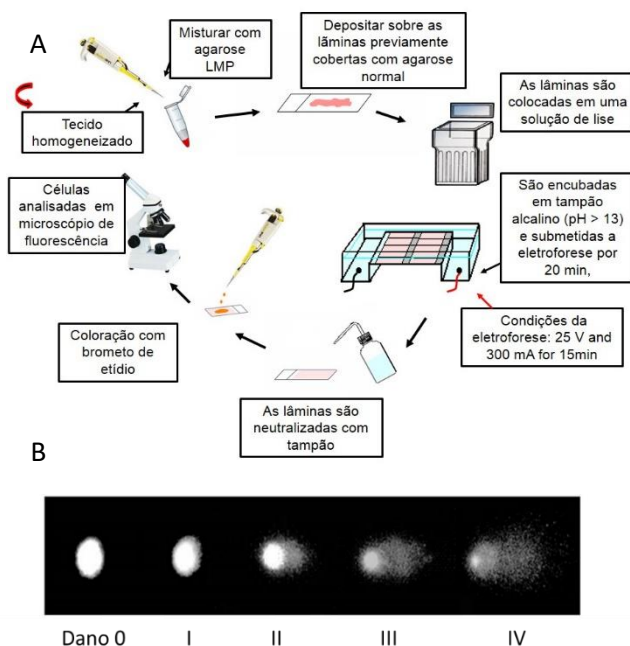 A
Misturar com
agarose
LMP
Depositar sobre as
lãminas previamente
cobertas com agarose
normal
As lâminas são
colocadas em uma
solução de lise
Tecido
homogeneizado
Células
analisadas em
microscópio de
fluorescência
São encubadas
em tampão
alcalino (pH > 13)
e submetidas a
eletroforese por
20 min,
Condições da
eletroforese: 25 V and
300 mA for 15min
Coloração com
brometo de
etídio
As lâminas são
neutralizadas com
tampão
B
Dano 0 I II III IV